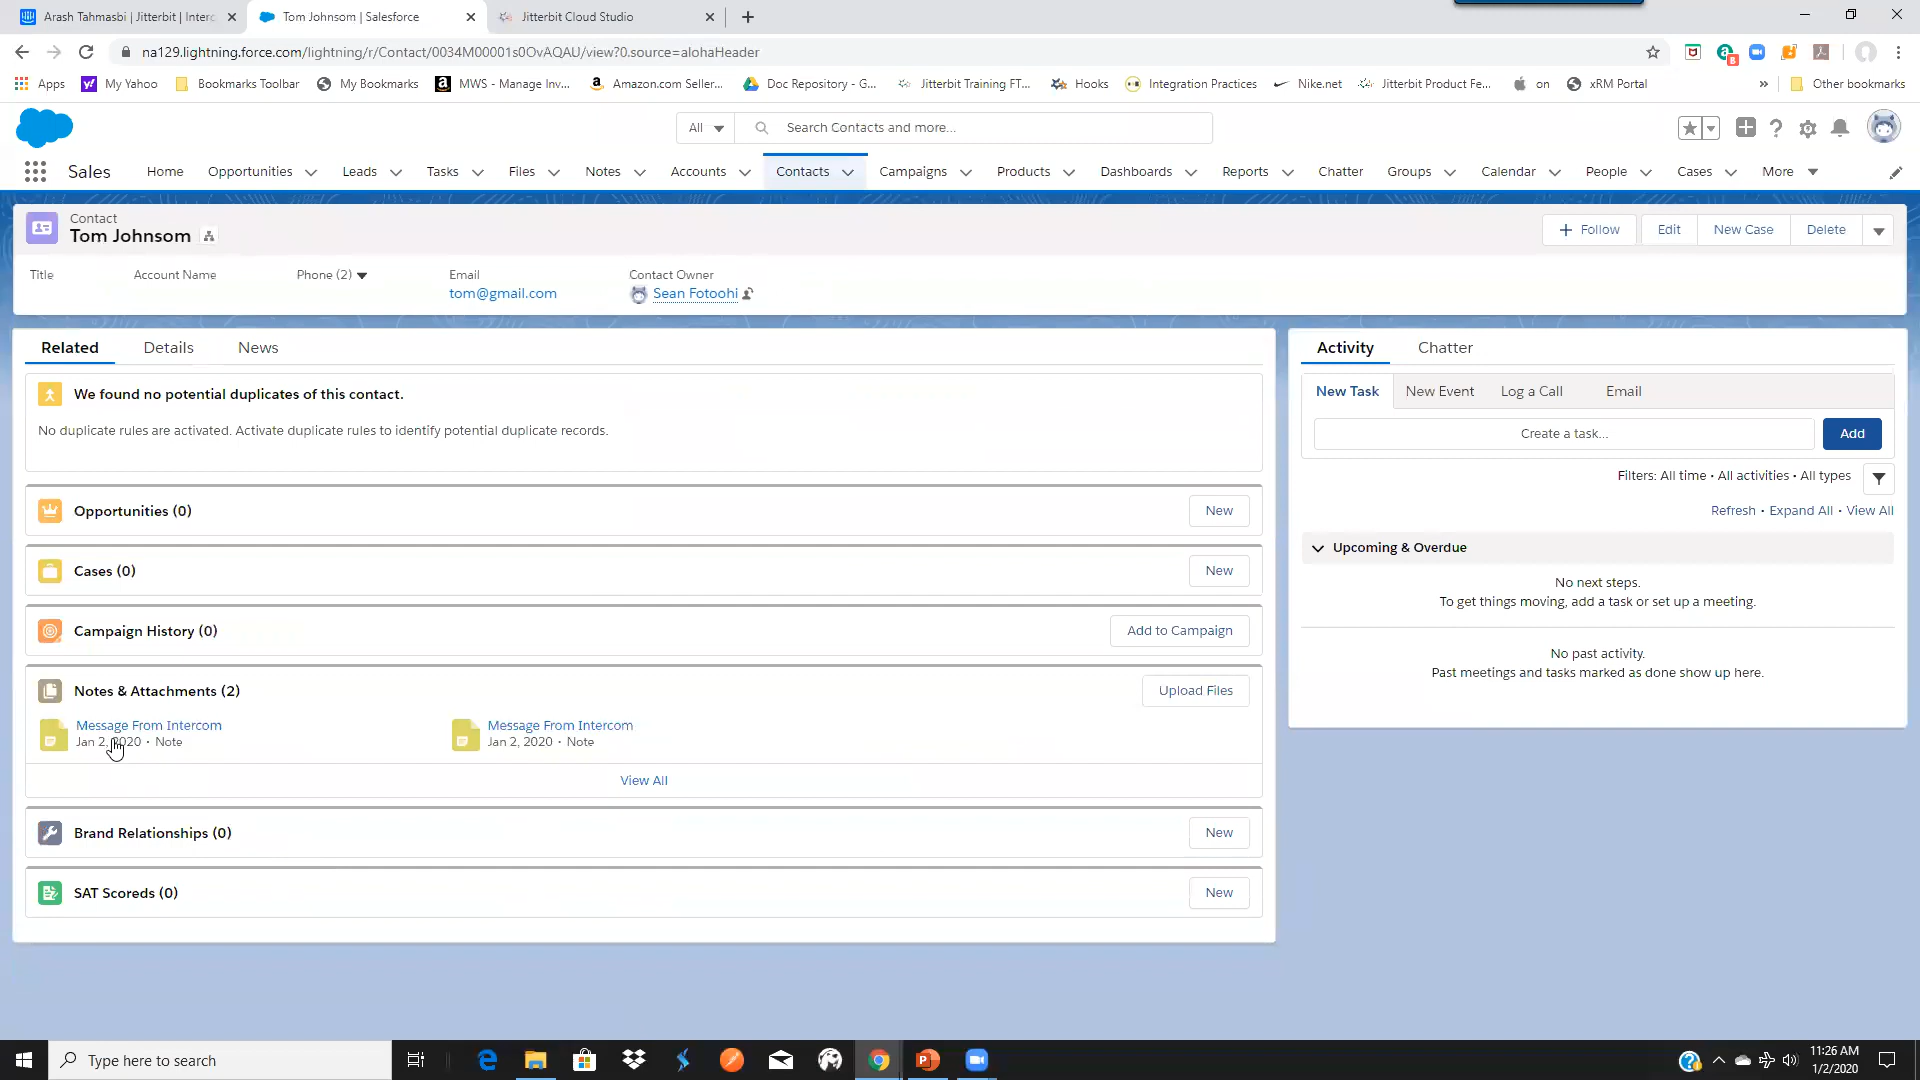 Arash Tahmasbi | Jitterbit | Inter
Tom Johnsom | Salesforce
Jitterbit Cloud Studio
na129.lightning.force.com/lightning/r/Contact/0034M00001s0OvAQAU/view?0.source=alohaHeader
Apps
My Yahoo
Bookmarks Toolbar
My Bookmarks
MWS - Manage Inv...
Amazon.com Seller...
Doc Repository - G...
Jitterbit Training FT...
Hooks
Integration Practices
Nike.net
Jitterbit Product Fe...
on
xRM Portal
»
Other bookmarks
All
Search Contacts and more...
Sales
Home
Opportunities
Leads
Tasks
Files
Notes
Accounts
Contacts
Campaigns
Products
Dashboards
Reports
Chatter
Groups
Calendar
People
Cases
More
Contact
Tom Johnsom
+ Follow
Edit
New Case
Delete
Title
Account Name
Phone (2)
Email
Contact Owner
tom@gmail.com
Sean Fotoohi
Related
Details
News
We found no potential duplicates of this contact.
No duplicate rules are activated. Activate duplicate rules to identify potential duplicate records.
Opportunities (0)
New
Cases (0)
New
Campaign History (0)
Add to Campaign
Notes & Attachments (2)
Upload Files
Message From Intercom
Jan 2, 2020 • Note
Message From Intercom
Jan 2, 2020 • Note
View All
Brand Relationships (0)
New
SAT Scoreds (0)
New
Activity
Chatter
New Task
New Event
Log a Call
Email
Create a task...
Add
Filters: All time • All activities • All types
Refresh • Expand All • View All
Upcoming & Overdue
No next steps.
To get things moving, add a task or set up a meeting.
No past activity.
Past meetings and tasks marked as done show up here.
Type here to search
11:26 AM
1/2/2020